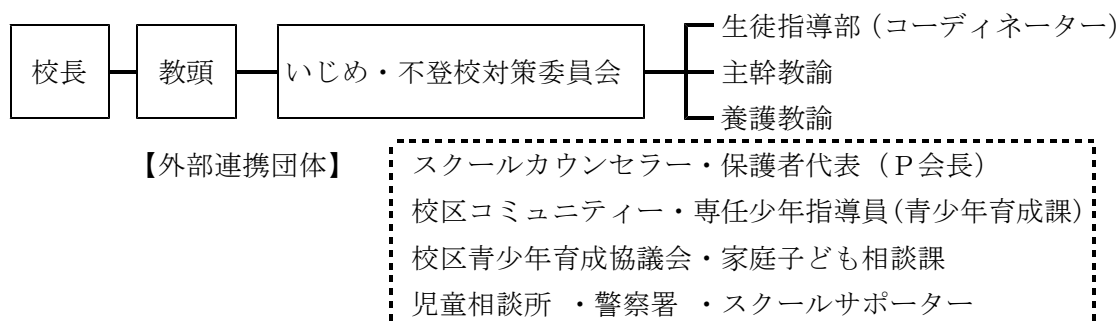 生徒指導部（コーディネーター）
校長 教頭 いじめ・不登校対策委員会 主幹教諭
養護教諭
【外部連携団体】 スクールカウンセラー・保護者代表（Ｐ会長）
校区コミュニティー・専任少年指導員（青少年育成課）
校区青少年育成協議会・家庭子ども相談課
児童相談所 ・警察署 ・スクールサポーター